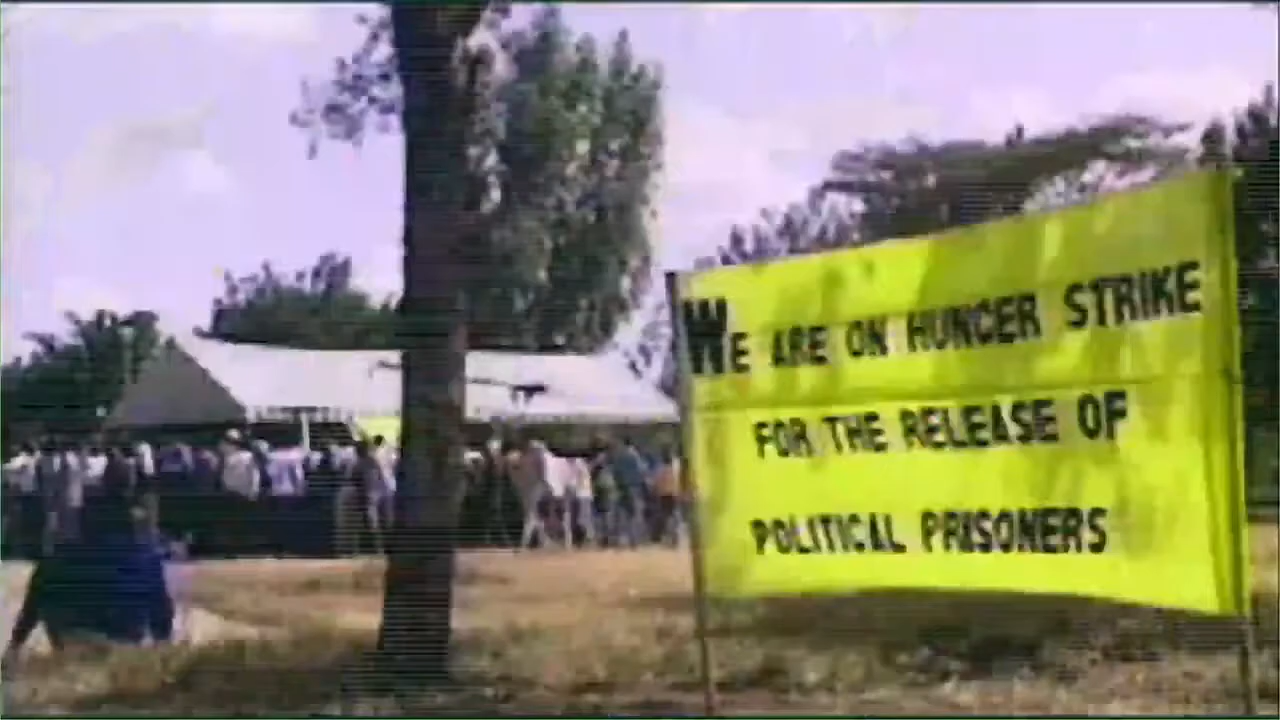 WE ARE ON HUNGER STRIKE
FOR THE RELEASE OF
POLITICAL PRISONERS